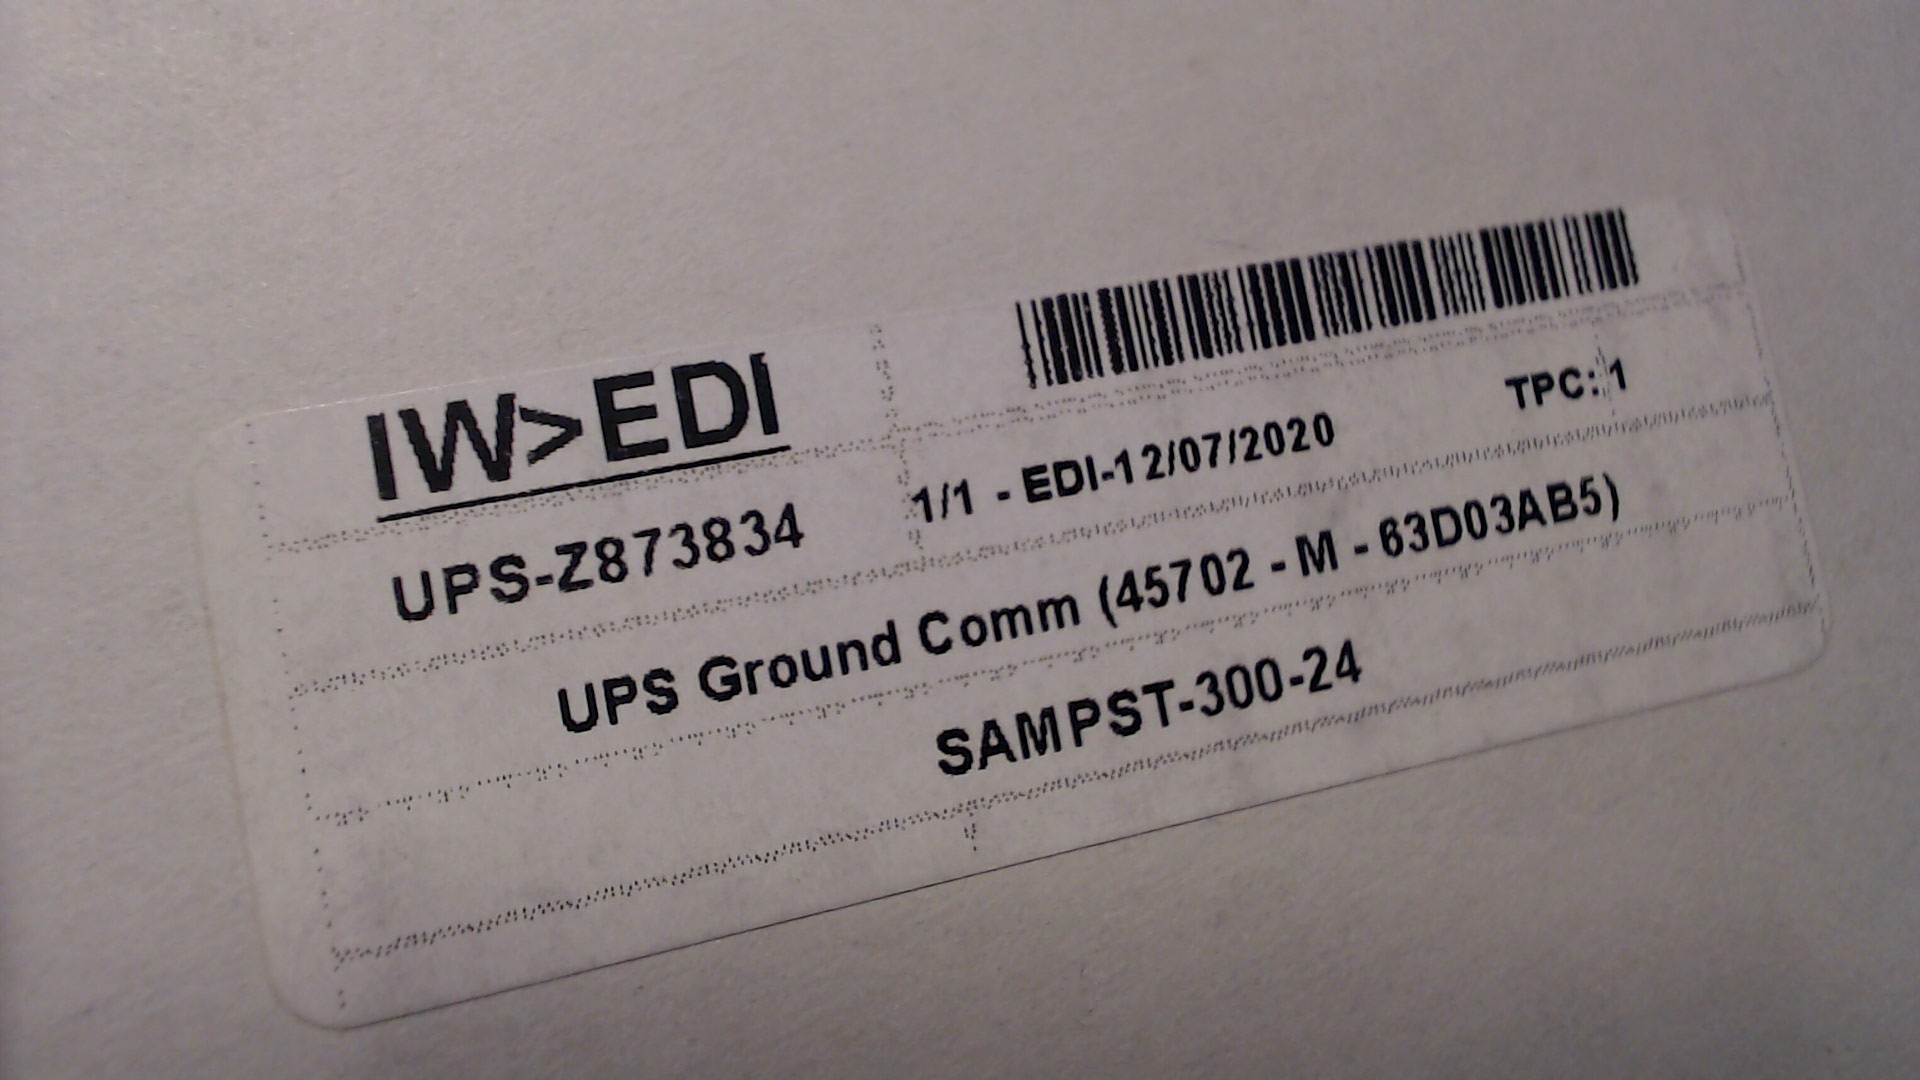 IW>EDI
UPS-Z873834
1/1 - EDI-12/07/2020
TPC: 1
UPS Ground Comm (45702 - M - 63D03AB5)
SAMPST-300-24